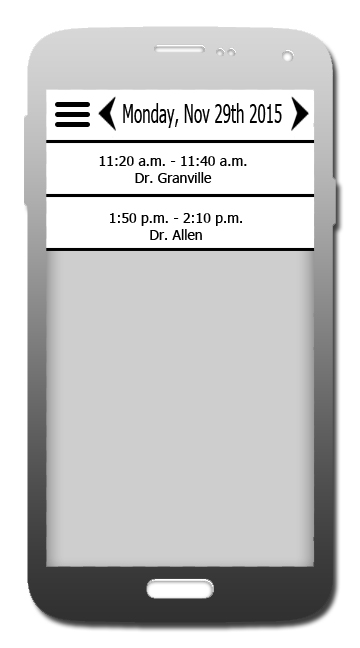 Monday, Nov 29th 2015
11:20 a.m. - 11:40 a.m.
Dr. Granville
1:50 p.m. - 2:10 p.m.
Dr. Allen